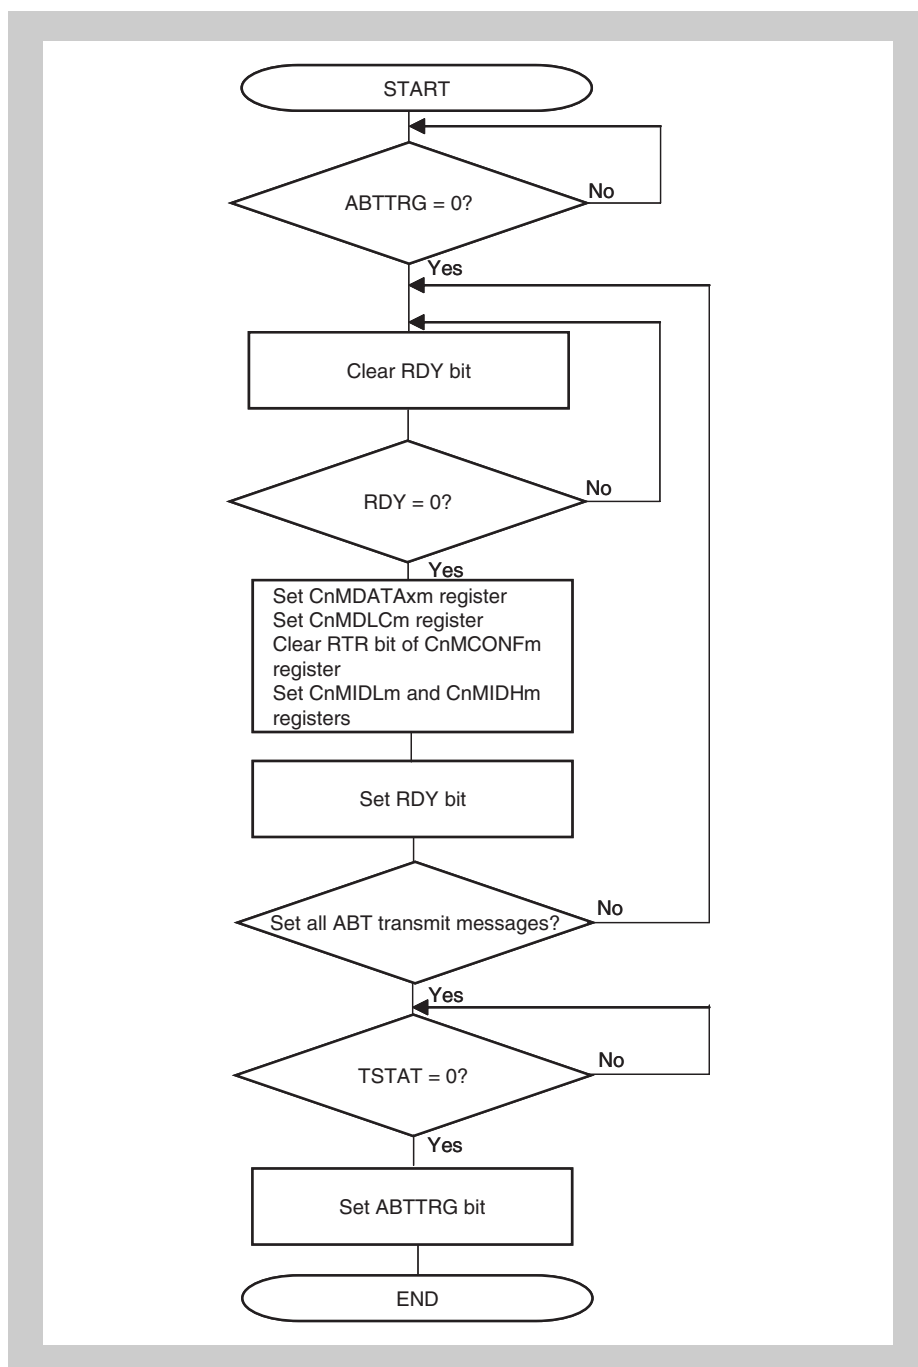 START
ABTTRG = 0?
No
Yes
Clear RDY bit
RDY = 0?
No
Yes
Set CnMDATAxm register
Set CnMDLCm register
Clear RTR bit of CnMCONFm
register
Set CnMIDLm and CnMIDHm
registers
Set RDY bit
Set all ABT transmit messages?
No
Yes
TSTAT = 0?
No
Yes
Set ABTTRG bit
END